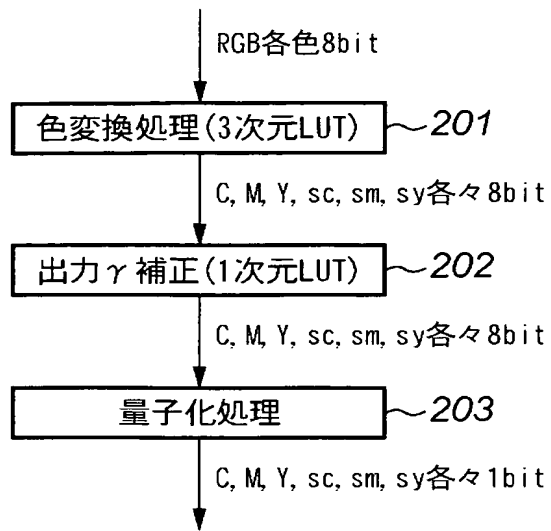 RGB各色8bit
色変換処理(3次元LUT)
201
C, M, Y, sc, sm, sy各々8bit
出力γ補正(1次元LUT)
202
C, M, Y, sc, sm, sy各々8bit
量子化処理
203
C, M, Y, sc, sm, sy各々1bit